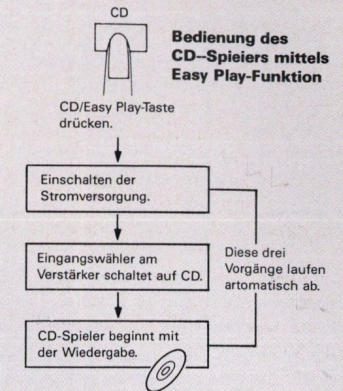 CD
Bedienung des
CD--Spieiers mittels
Easy Play-Funktion
CD/Easy Play-Taste
drücken.
Einschalten der
Stromversorgung.
Eingangswähler am
Verstärker schaltet auf CD.
CD-Spieler beginnt mit
der Wiedergabe.
Diese drei
Vorgänge laufen
artomatisch ab.